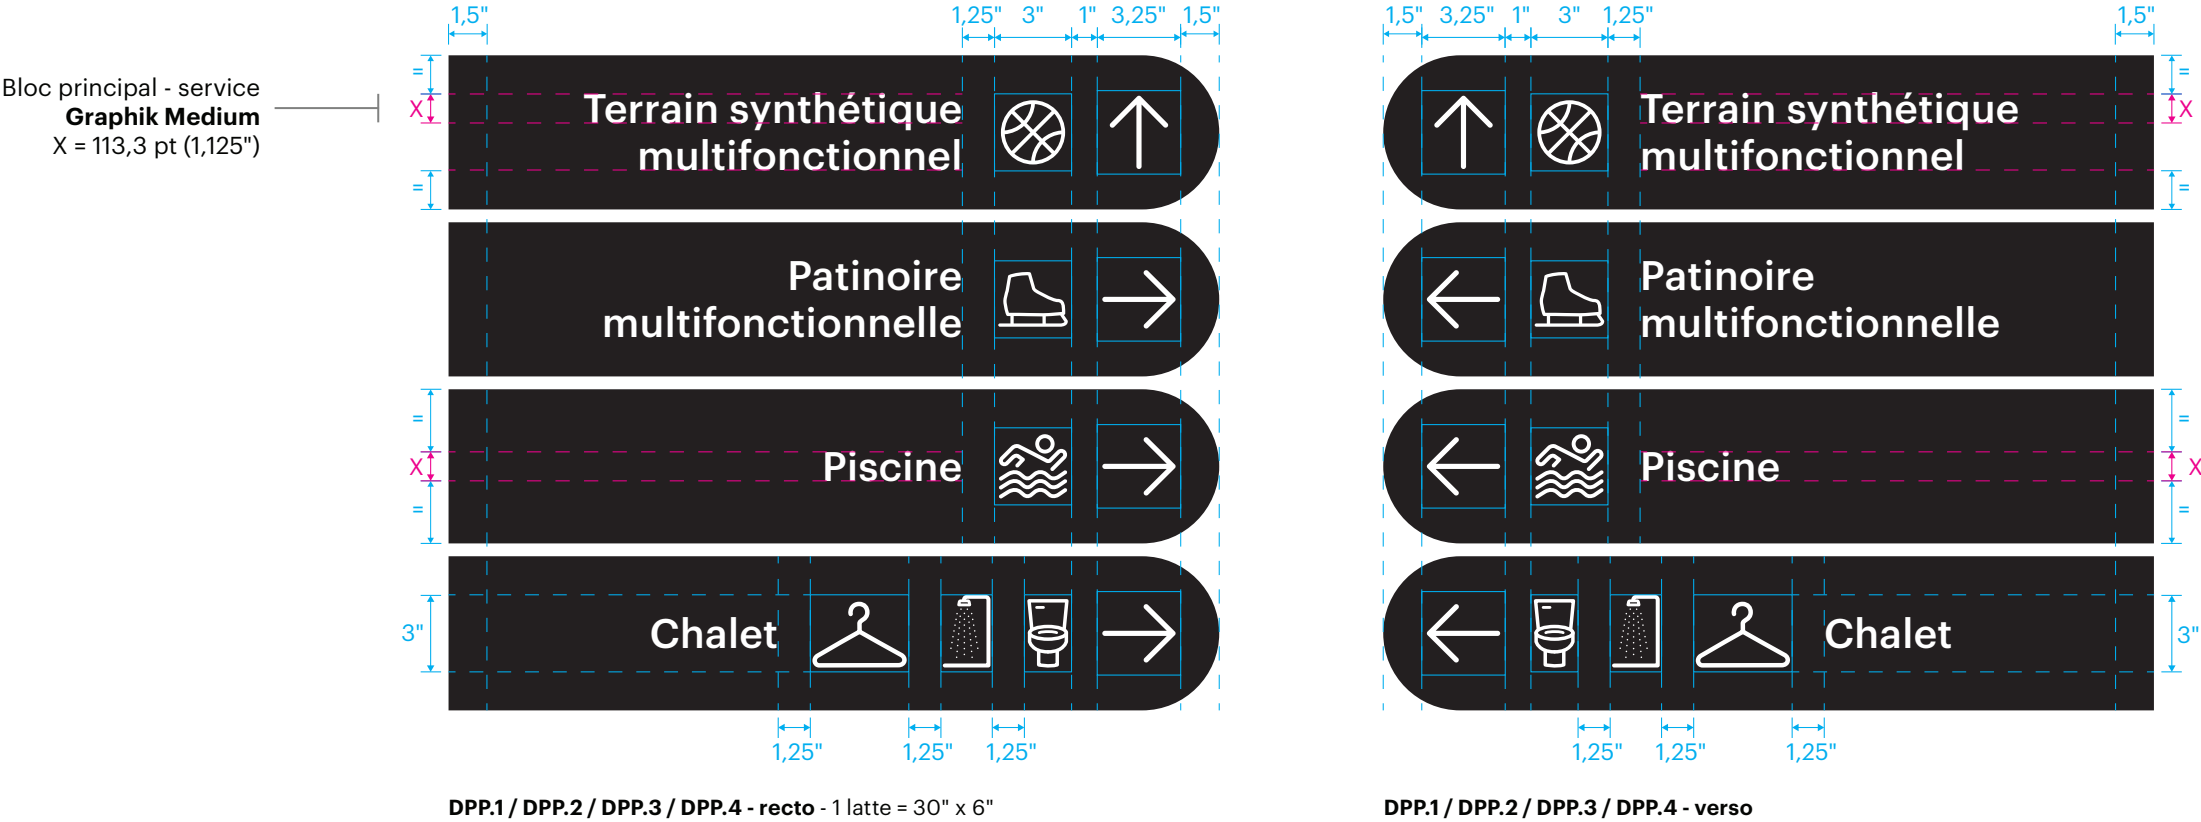 1,5" 1,25" 3" 1" 3,25" 1,5"
1,5" 3,25" 1" 3" 1,25" 1,5"
Bloc principal - service
Graphik Medium
X = 113,3 pt (1,125")
=
X
=
Terrain synthétique
multifonctionnel
Terrain synthétique
multifonctionnel
=
X
=
Patinoire
multifonctionnelle
Patinoire
multifonctionnelle
=
X
=
Piscine
Piscine
=
X
=
3"
Chalet
Chalet
3"
1,25" 1,25" 1,25"
1,25" 1,25" 1,25"
DPP.1 / DPP.2 / DPP.3 / DPP.4 - recto - 1 latte = 30" x 6"
DPP.1 / DPP.2 / DPP.3 / DPP.4 - verso